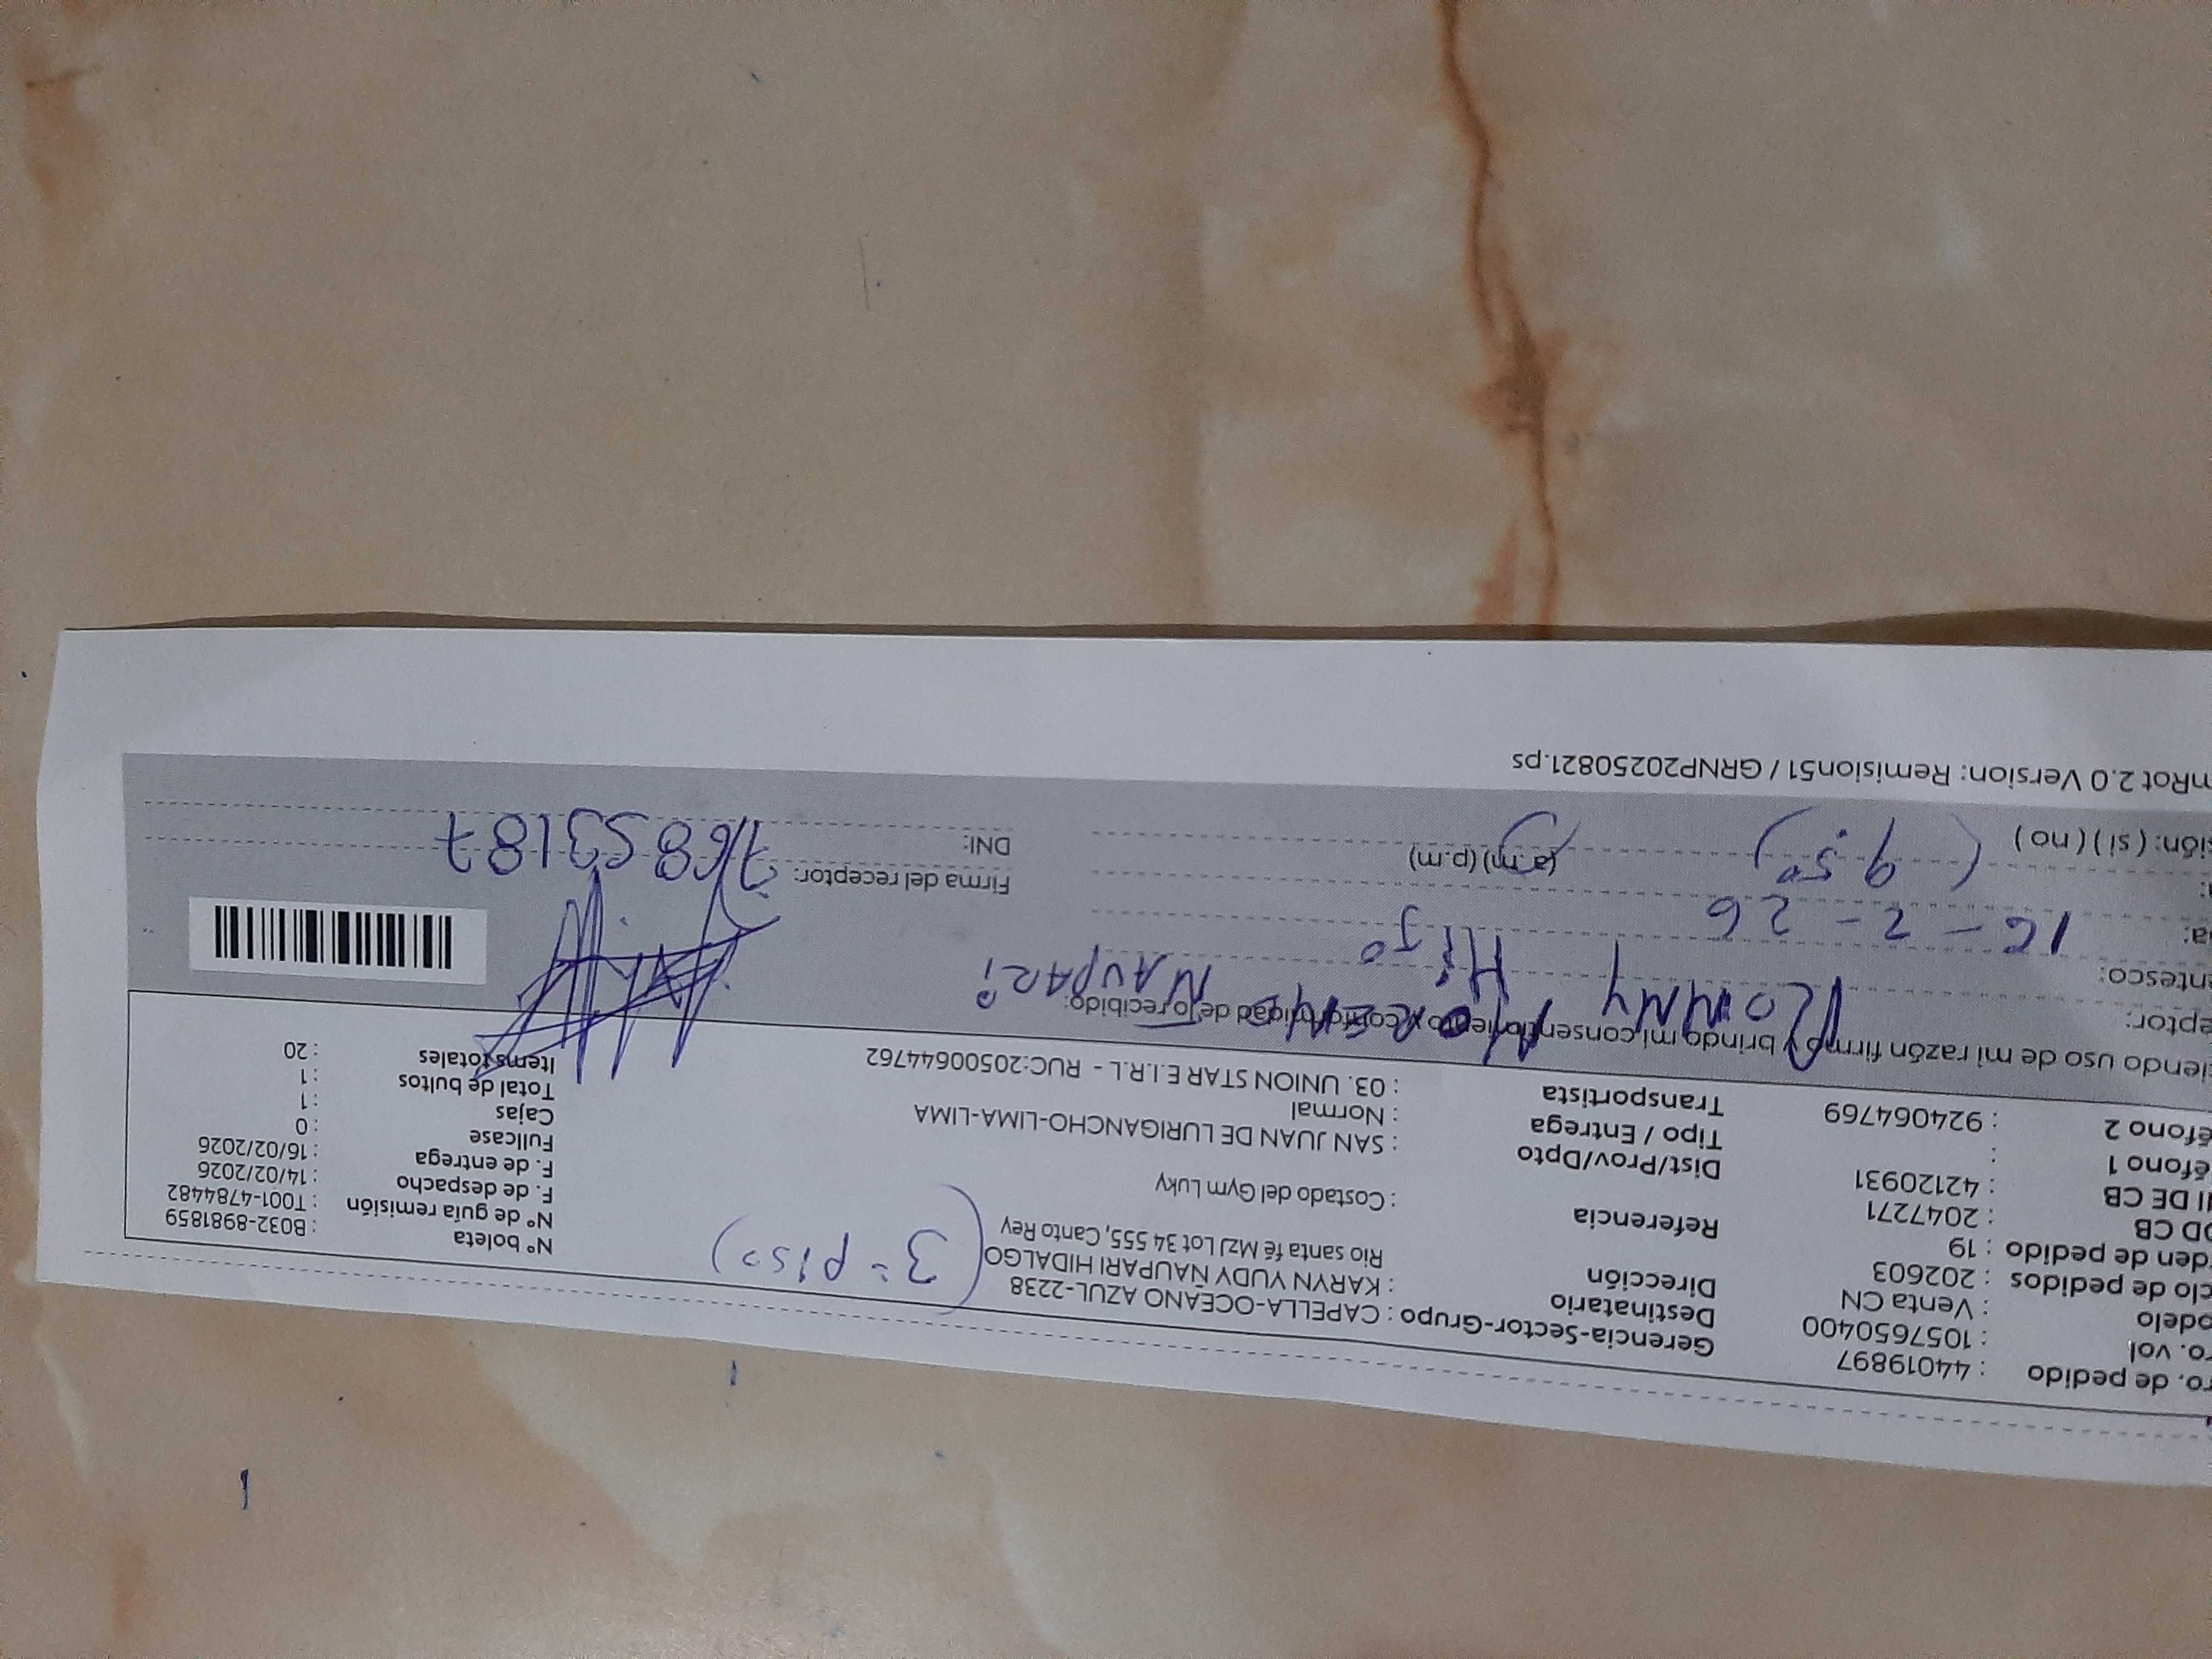 ro. de pedido : 44019897
ro. vol : 1057650400
odelo : Venta CN
clo de pedidos : 202603
rden de pedido : 19
OD CB : 2047271
NI DE CB : 42120931
éfono 1 :
éfono 2 : 924064769
Gerencia-Sector-Grupo : CAPELLA-OCEANO AZUL-2238
Destinatario : KARYN YUDY ÑAUPARI HIDALGO
Dirección Rio santa fé MzJ Lot 34 555, Canto Rey
(3= piso)
Referencia : Costado del Gym Luky
Dist/Prov/Dpto : SAN JUAN DE LURIGANCHO-LIMA-LIMA
Tipo / Entrega : Normal
Transportista : 03. UNION STAR E.I.R.L - RUC:20500644762
Nº boleta : B032-8981859
Nº de guía remisión : T001-4784482
F. de despacho : 14/02/2026
F. de entrega : 16/02/2026
Fullcase : 0
Cajas : 1
Total de bultos : 1
Items totales : 20
iendo uso de mi razón firmo y brindo mi consentimiento y conformidad de lo recibido:
eptor: ROMMY MORENO ÑAUPARi
entesco: Hijo
a: 16-2-26
(9:50) (a.m) (p.m)
ión: ( si ) ( no )
Firma del receptor:
DNI: 76853187
mRot 2.0 Version: Remision51 / GRNP20250821.ps